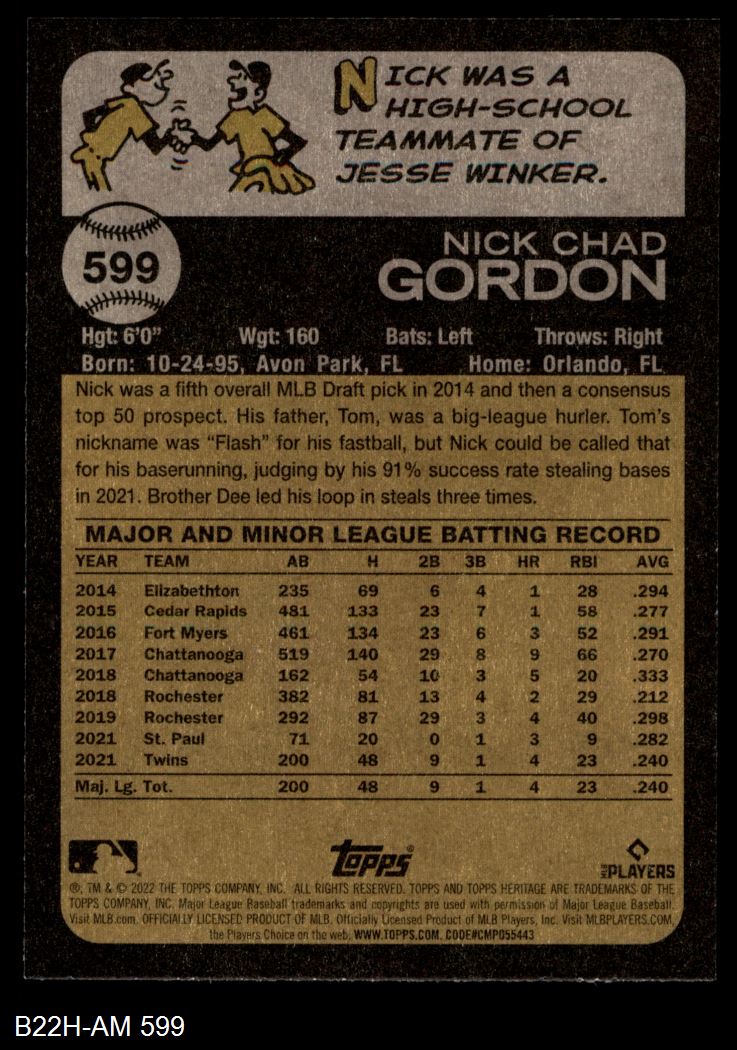 NICK WAS A
HIGH-SCHOOL
TEAMMATE OF
JESSE WINKER.
599
NICK CHAD
GORDON
Hgt: 6'0" Wgt: 160 Bats: Left Throws: Right
Born: 10-24-95, Avon Park, FL Home: Orlando, FL
Nick was a fifth overall MLB Draft pick in 2014 and then a consensus
top 50 prospect. His father, Tom, was a big-league hurler. Tom's
nickname was “Flash” for his fastball, but Nick could be called that
for his baserunning, judging by his 91% success rate stealing bases
in 2021. Brother Dee led his loop in steals three times.
MAJOR AND MINOR LEAGUE BATTING RECORD
YEAR TEAM AB H 2B 3B HR RBI AVG
2014 Elizabethton 235 69 6 4 1 28 .294
2015 Cedar Rapids 481 133 23 7 1 58 .277
2016 Fort Myers 461 134 23 6 3 52 .291
2017 Chattanooga 519 140 29 8 9 66 .270
2018 Chattanooga 162 54 10 3 5 20 .333
2018 Rochester 382 81 13 4 2 29 .212
2019 Rochester 292 87 29 3 4 40 .298
2021 St. Paul 71 20 0 1 3 9 .282
2021 Twins 200 48 9 1 4 23 .240
Maj. Lg. Tot. 200 48 9 1 4 23 .240
Topps® MLB PLAYERS
®, TM & © 2022 THE TOPPS COMPANY, INC. ALL RIGHTS RESERVED. TOPPS AND TOPPS HERITAGE ARE TRADEMARKS OF THE
TOPPS COMPANY, INC. Major League Baseball trademarks and copyrights are used with permission of Major League Baseball.
Visit MLB.com. OFFICIALLY LICENSED PRODUCT OF MLB. Officially Licensed Product of MLB Players, Inc. Visit MLBPLAYERS.COM,
the Players Choice on the web. WWW.TOPPS.COM. CODE#CMP055443
B22H-AM 599